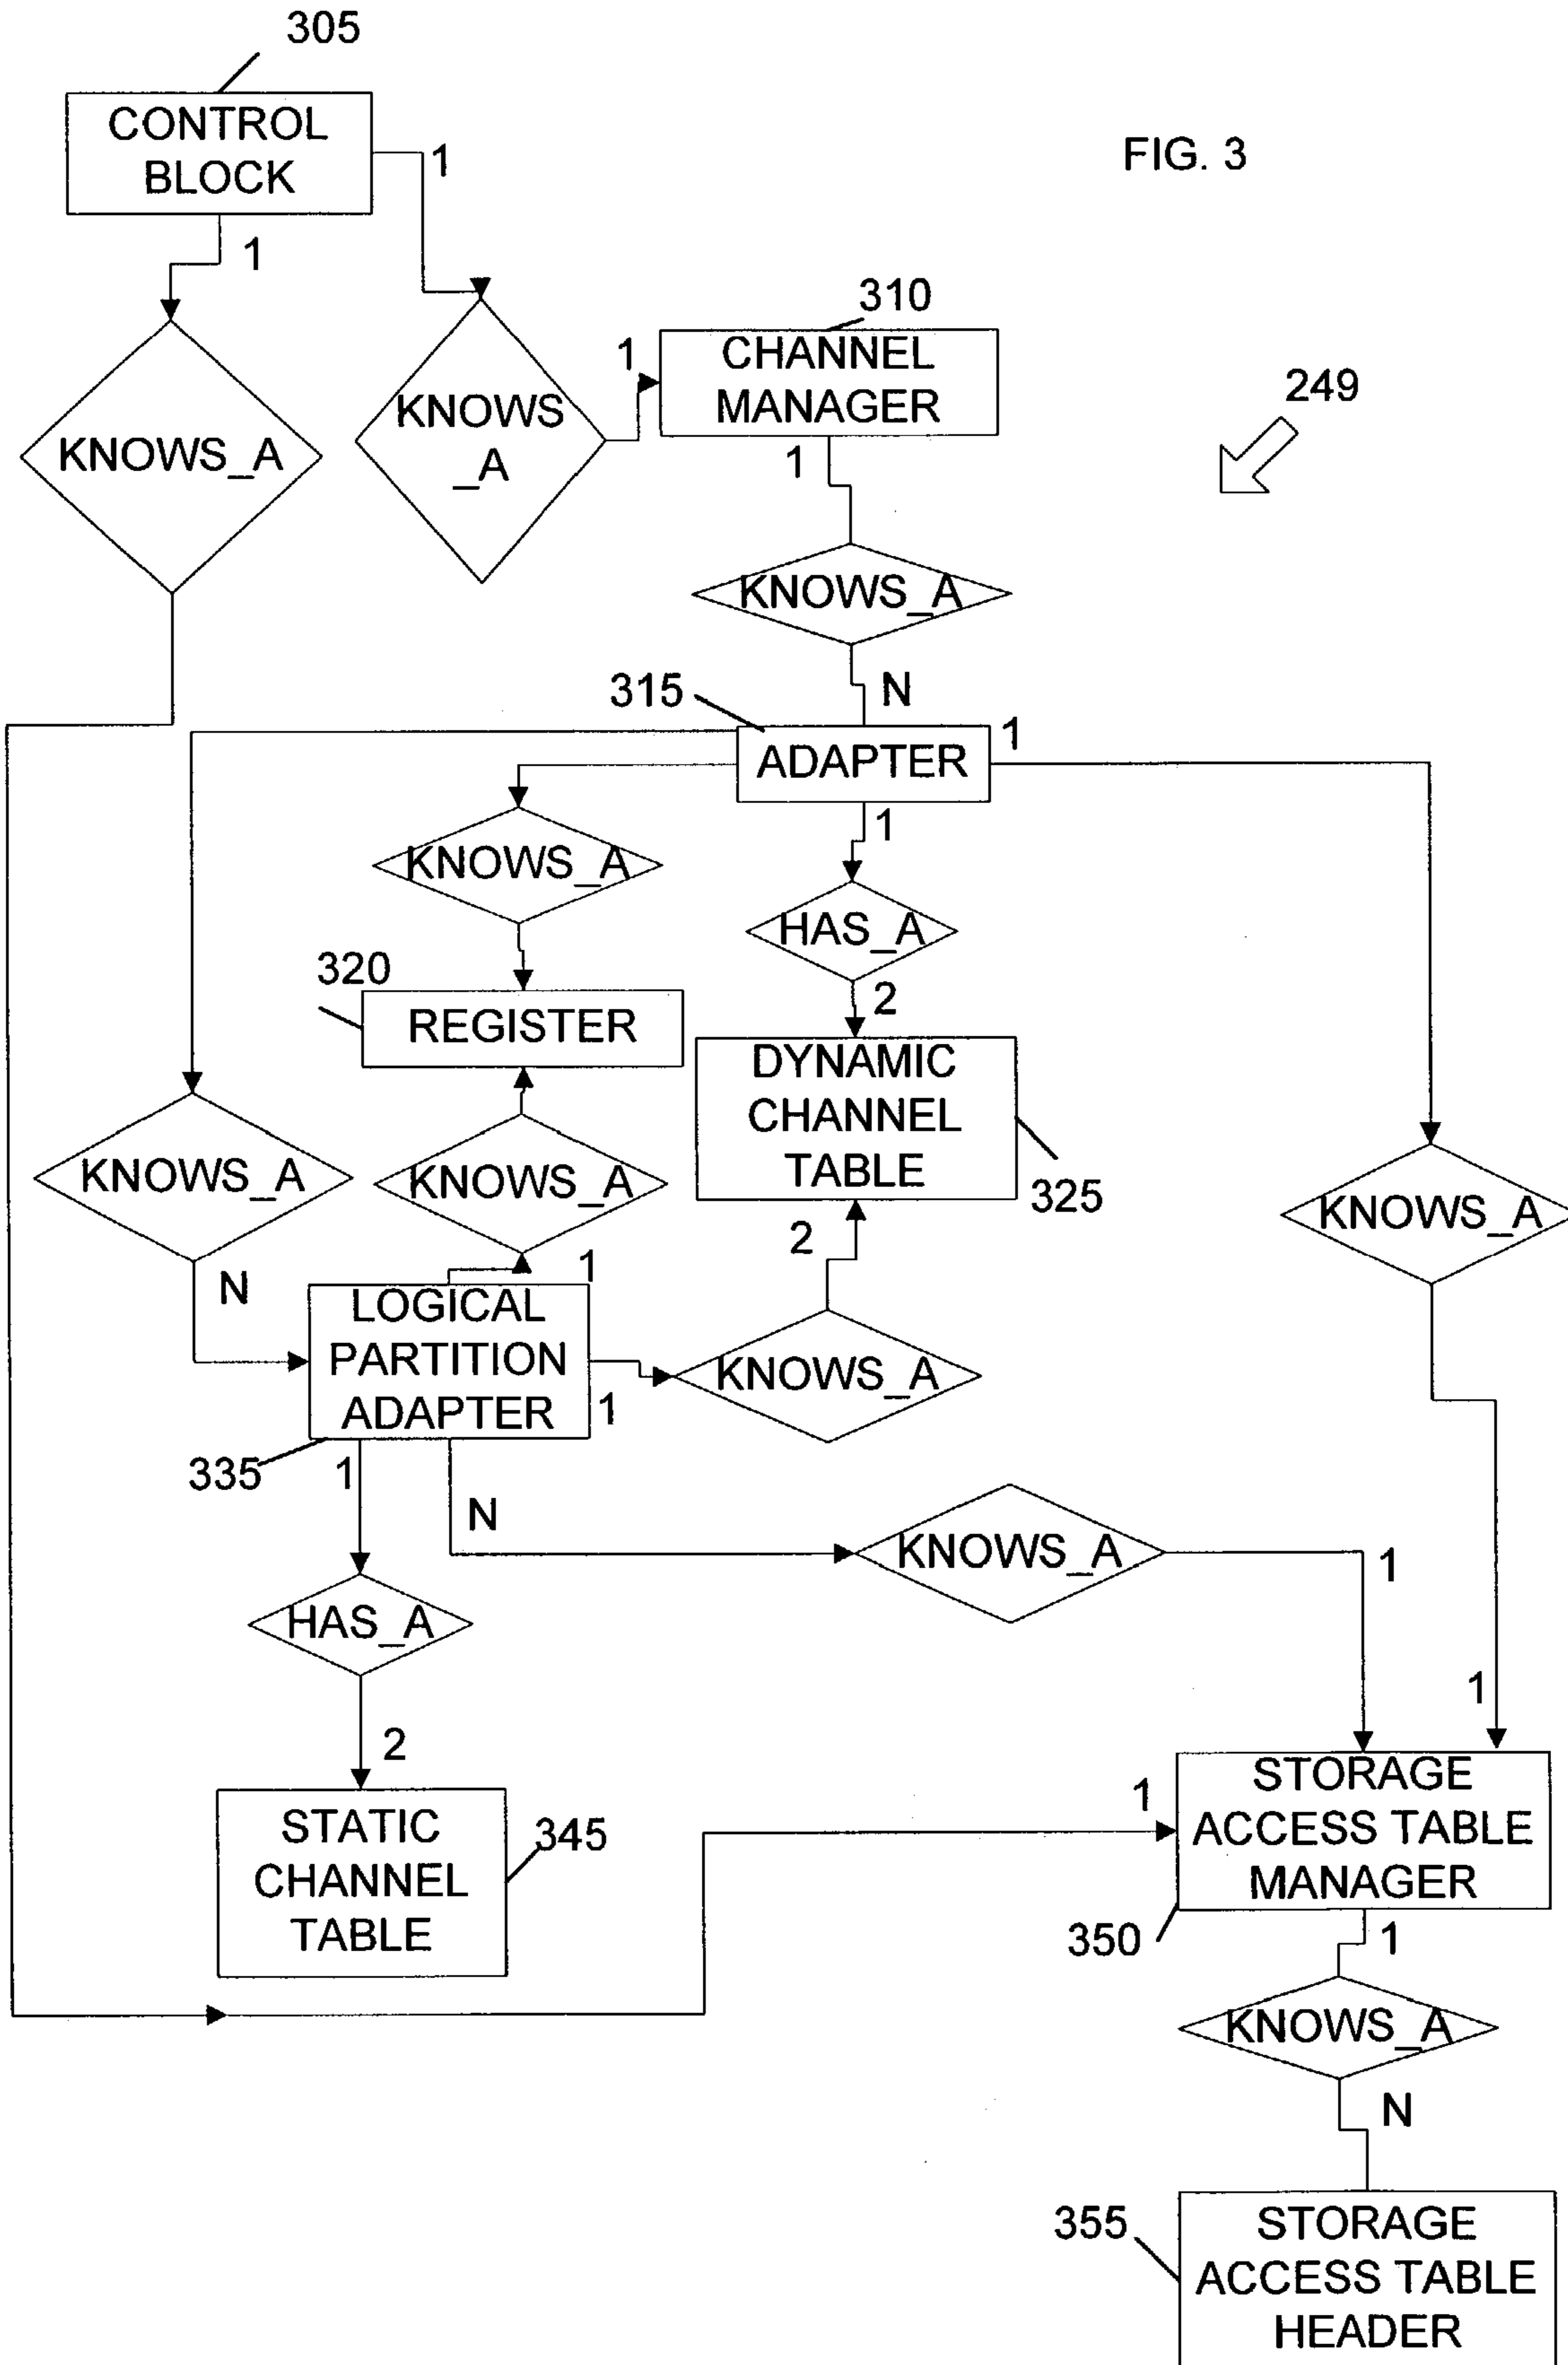 305
CONTROL
BLOCK
1
1
FIG. 3
310
CHANNEL
MANAGER
1
249
KNOWS_A
KNOWS
_A
1
KNOWS_A
N
315
ADAPTER
1
KNOWS_A
1
HAS_A
2
320
REGISTER
DYNAMIC
CHANNEL
TABLE
325
KNOWS_A
KNOWS_A
KNOWS_A
2
N
1
LOGICAL
PARTITION
ADAPTER
1
KNOWS_A
335
1
N
KNOWS_A
1
HAS_A
1
2
STATIC
CHANNEL
TABLE
345
1
STORAGE
ACCESS TABLE
MANAGER
350
1
KNOWS_A
N
355
STORAGE
ACCESS TABLE
HEADER